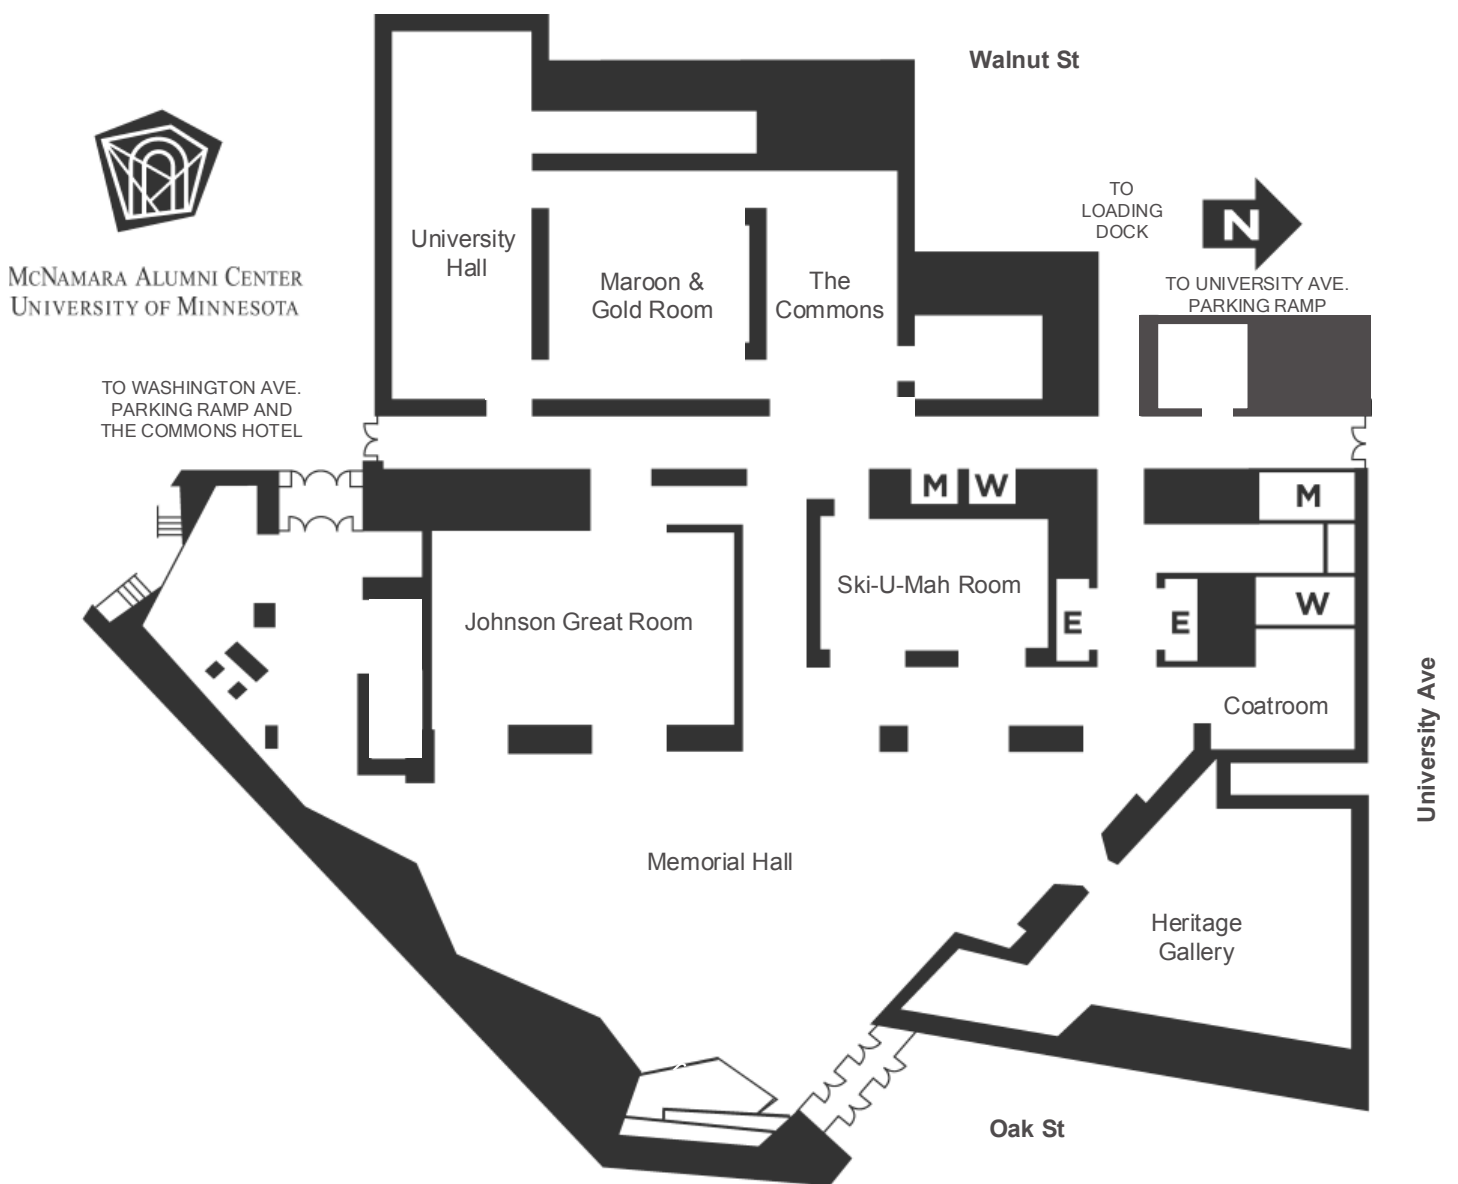 Walnut St
McNAMARA ALUMNI CENTER
UNIVERSITY OF MINNESOTA
TO
LOADING
DOCK
N
TO UNIVERSITY AVE.
PARKING RAMP
University
Hall
Maroon &
Gold Room
The
Commons
TO WASHINGTON AVE.
PARKING RAMP AND
THE COMMONS HOTEL
M
W
M
Ski-U-Mah Room
Johnson Great Room
E
E
W
Coatroom
University Ave
Memorial Hall
Heritage
Gallery
Oak St